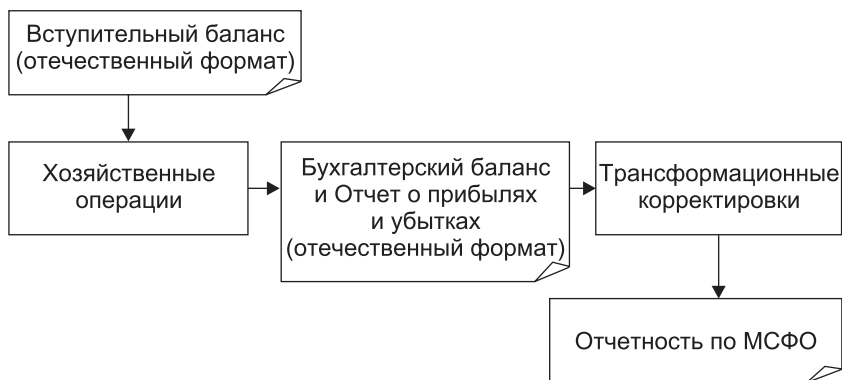 Вступительный баланс
(отечественный формат)
Хозяйственные
операции
Бухгалтерский баланс
и Отчет о прибылях
и убытках
(отечественный формат)
Трансформационные
корректировки
Отчетность по МСФО